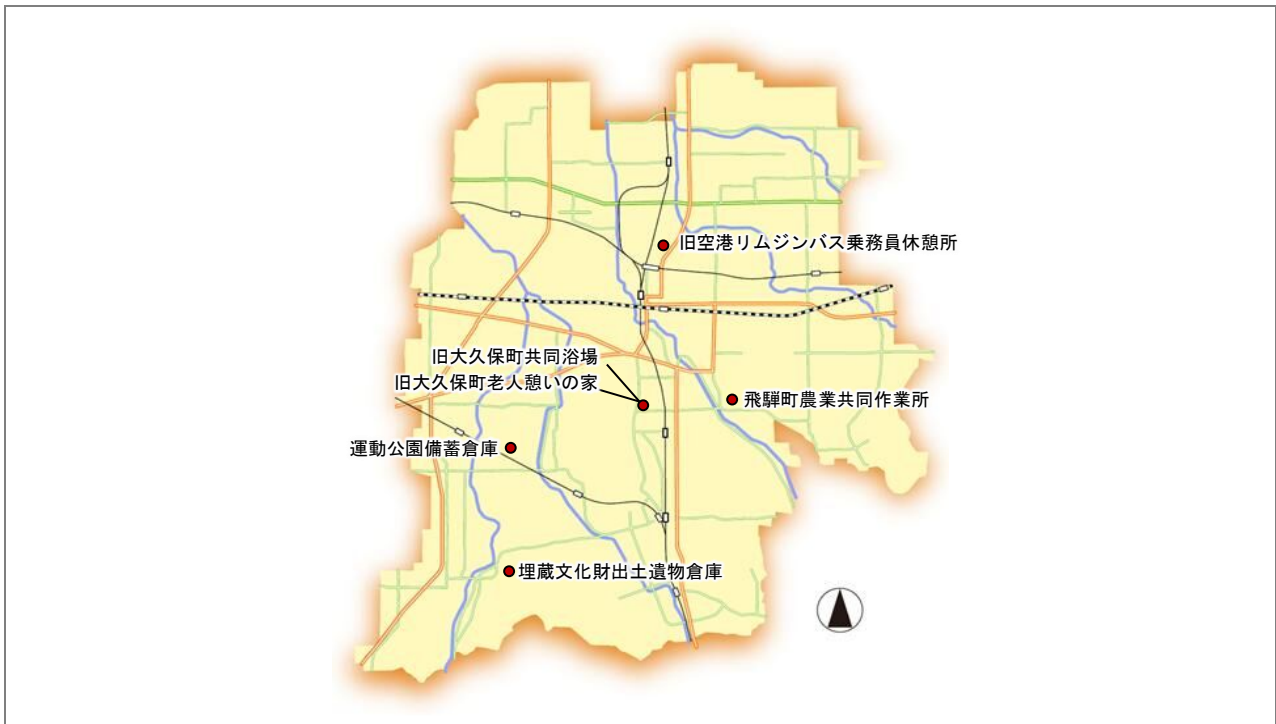 旧空港リムジンバス乗務員休憩所
旧大久保町共同浴場
旧大久保町老人憩いの家
飛騨町農業共同作業所
運動公園備蓄倉庫
埋蔵文化財出土遺物倉庫